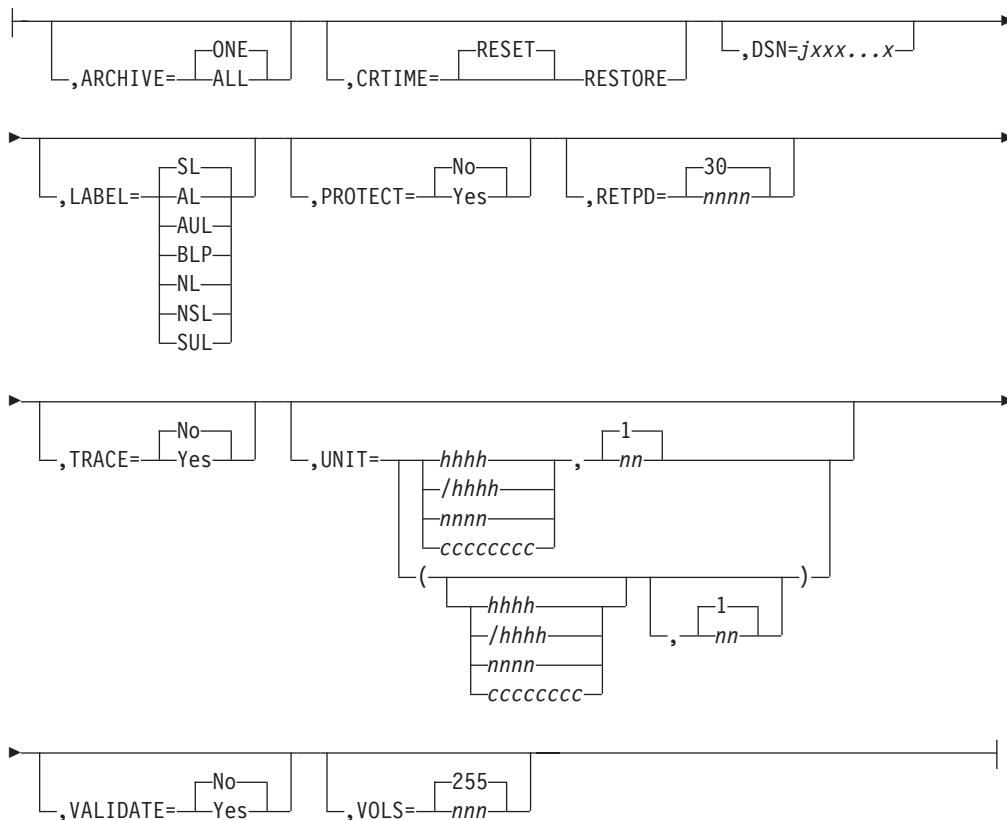 ONE
,ARCHIVE= ALL
RESET
,CRTIME= RESTORE
,DSN=jxxx...x
SL
,LABEL= AL
AUL
BLP
NL
NSL
SUL
No
,PROTECT= Yes
30
,RETPD= nnnn
No
,TRACE= Yes
1
,UNIT= hhhh , nn
/hhhh
nnnn
cccccccc
( )
hhhh
/hhhh
nnnn
cccccccc
1
, nn
No
,VALIDATE= Yes
255
,VOLS= nnn